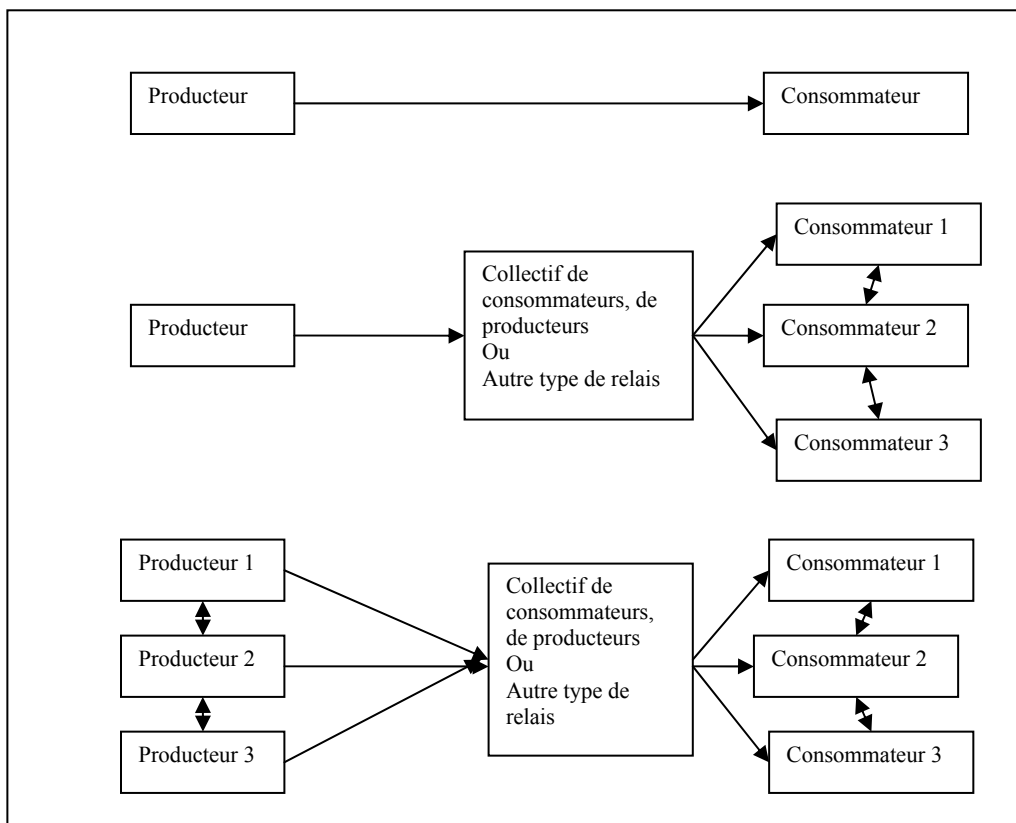 Producteur
Consommateur
Consommateur 1
Collectif de
consommateurs, de
producteurs
Ou
Autre type de relais
Producteur
Consommateur 2
Consommateur 3
Producteur 1
Producteur 2
Producteur 3
Collectif de
consommateurs,
de producteurs
Ou
Autre type de
relais
Consommateur 1
Consommateur 2
Consommateur 3